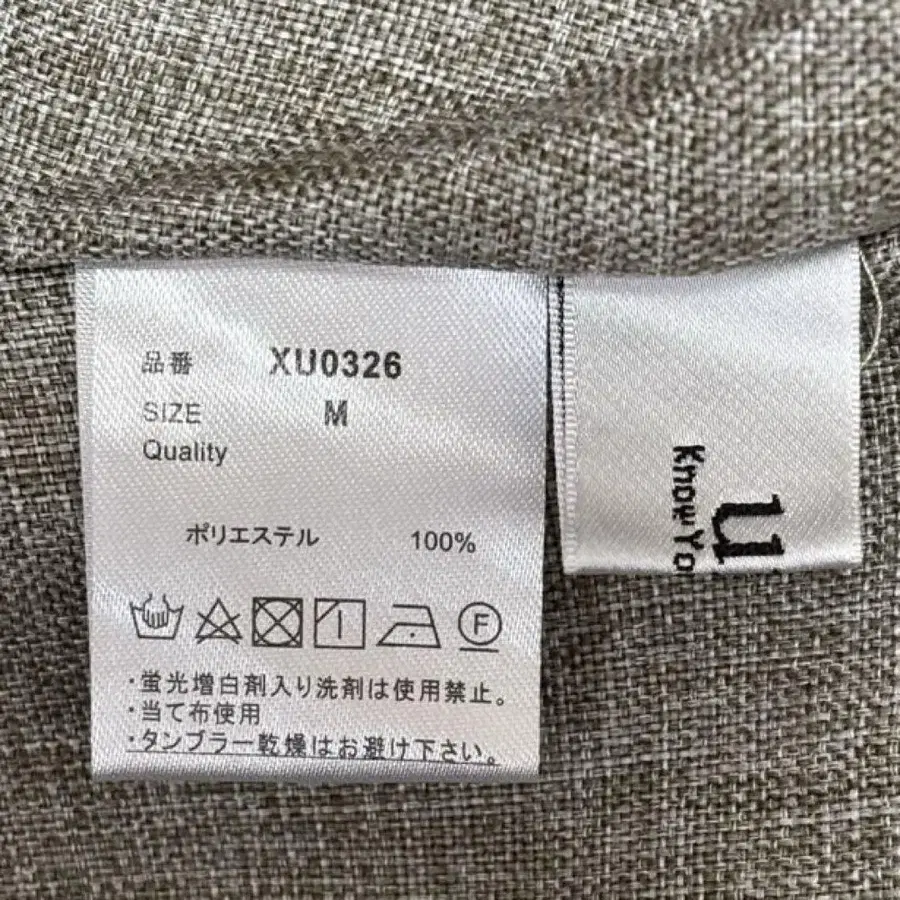 品番 XU0326
SIZE M
Quality
ポリエステル 100%
F
・蛍光増白剤入り洗剤は使用禁止。
・当て布使用
・タンブラー乾燥はお避け下さい。
Know